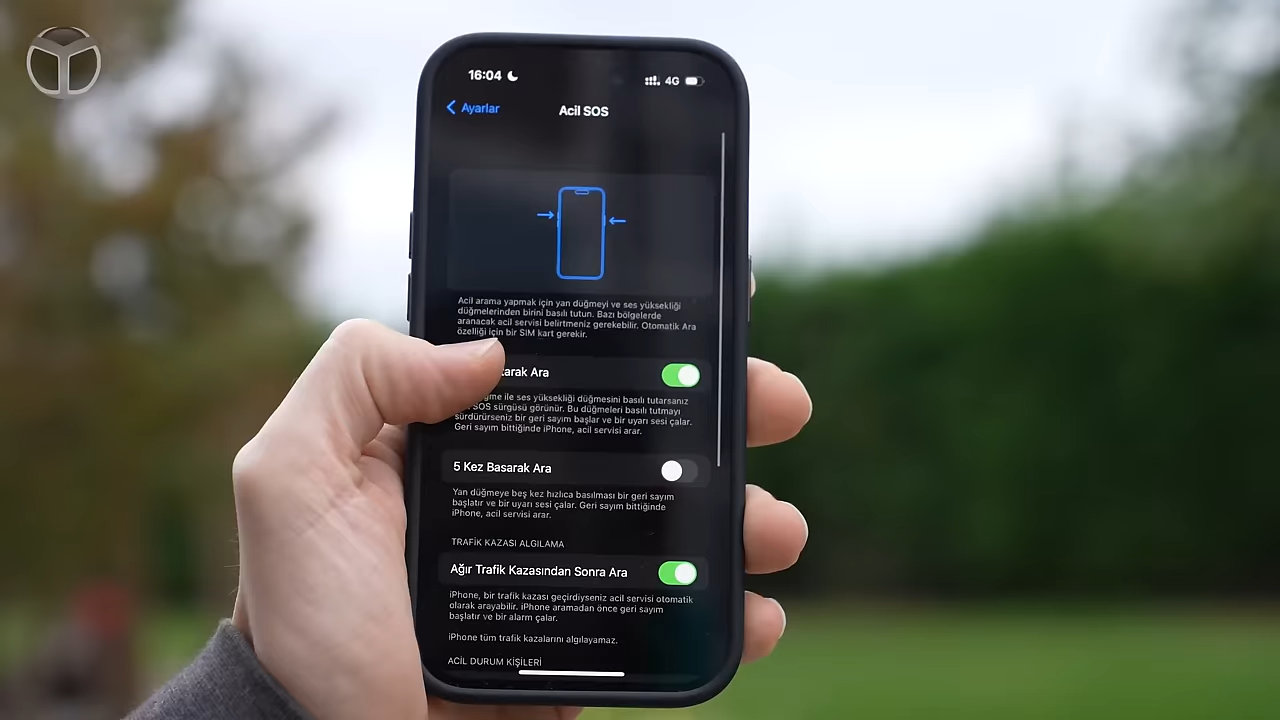 16:04
4G
Ayarlar
Acil SOS
Acil arama yapmak için yan düğmeyi ve ses yüksekliği
düğmelerinden birini basılı tutun. Bazı bölgelerde
aranacak acil servisi belirtmeniz gerekebilir. Otomatik Ara
özelliği için bir SIM kart gerekir.
Ara
ile ses yüksekliği düğmesini basılı tutarsanız
SOS sürgüsü görünür. Bu düğmeleri basılı tutmayı
sürdürürseniz bir geri sayım başlar ve bir uyarı sesi çalar.
Geri sayım bittiğinde iPhone, acil servisi arar.
5 Kez Basarak Ara
Yan düğmeye beş kez hızlıca basılması bir geri sayım
başlatır ve bir uyarı sesi çalar. Geri sayım bittiğinde
iPhone, acil servisi arar.
TRAFİK KAZASI ALGILAMA
Ağır Trafik Kazasından Sonra Ara
iPhone, bir trafik kazası geçirdiyseniz acil servisi otomatik
olarak arayabilir. iPhone aramadan önce geri sayım
başlatır ve bir alarm çalar.
iPhone tüm trafik kazalarını algılayamaz.
ACİL DURUM KİŞİLERİ